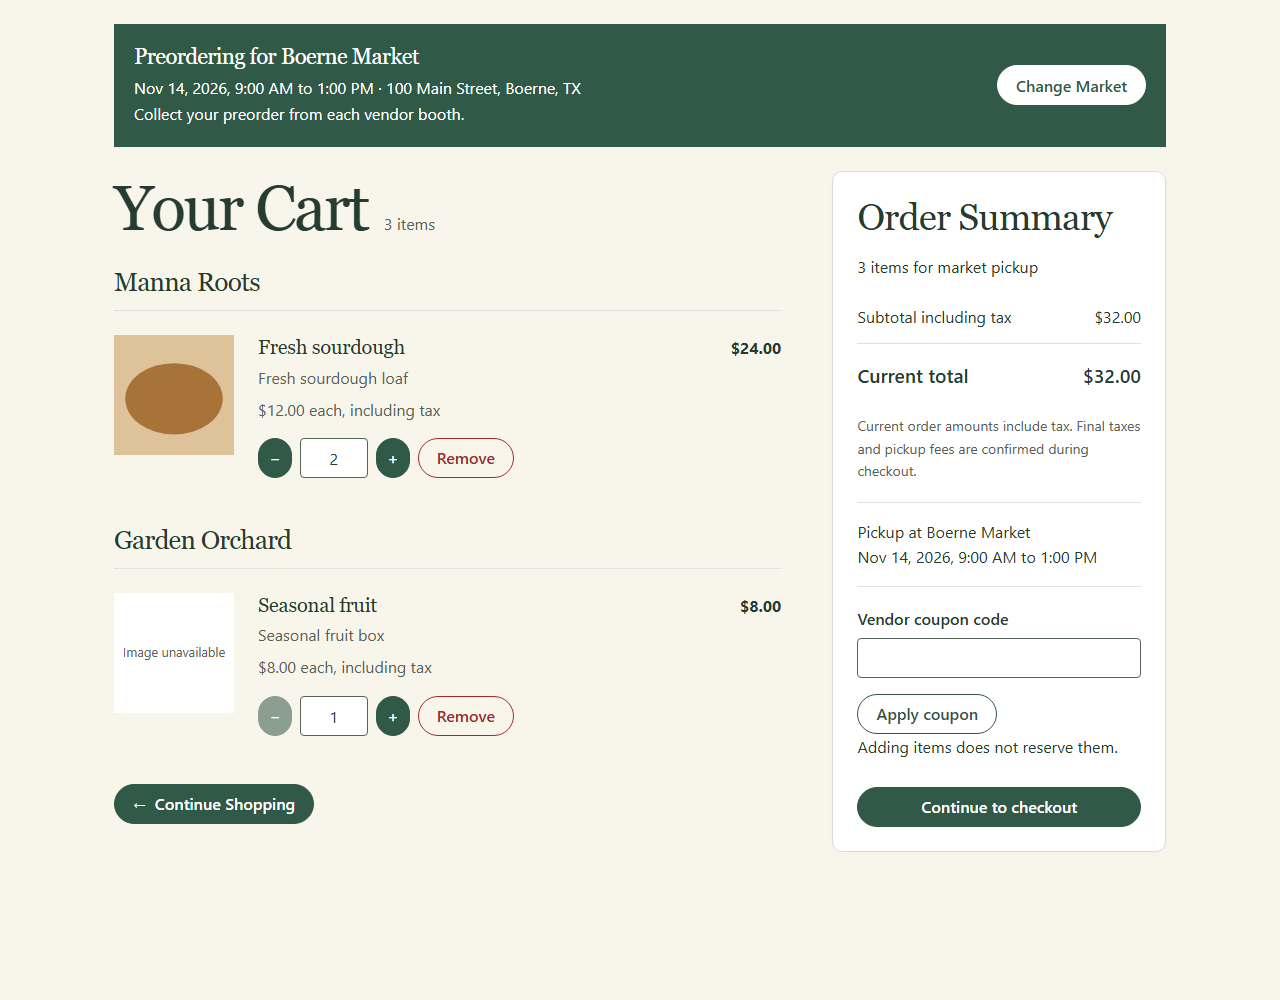 Preordering for Boerne Market
Nov 14, 2026, 9:00 AM to 1:00 PM · 100 Main Street, Boerne, TX
Collect your preorder from each vendor booth.
Change Market
Your Cart
3 items
Manna Roots
Fresh sourdough
$24.00
Fresh sourdough loaf
$12.00 each, including tax
− 2 + Remove
Garden Orchard
Image unavailable
Seasonal fruit
$8.00
Seasonal fruit box
$8.00 each, including tax
− 1 + Remove
← Continue Shopping
Order Summary
3 items for market pickup
Subtotal including tax $32.00
Current total $32.00
Current order amounts include tax. Final taxes
and pickup fees are confirmed during
checkout.
Pickup at Boerne Market
Nov 14, 2026, 9:00 AM to 1:00 PM
Vendor coupon code
Apply coupon
Adding items does not reserve them.
Continue to checkout